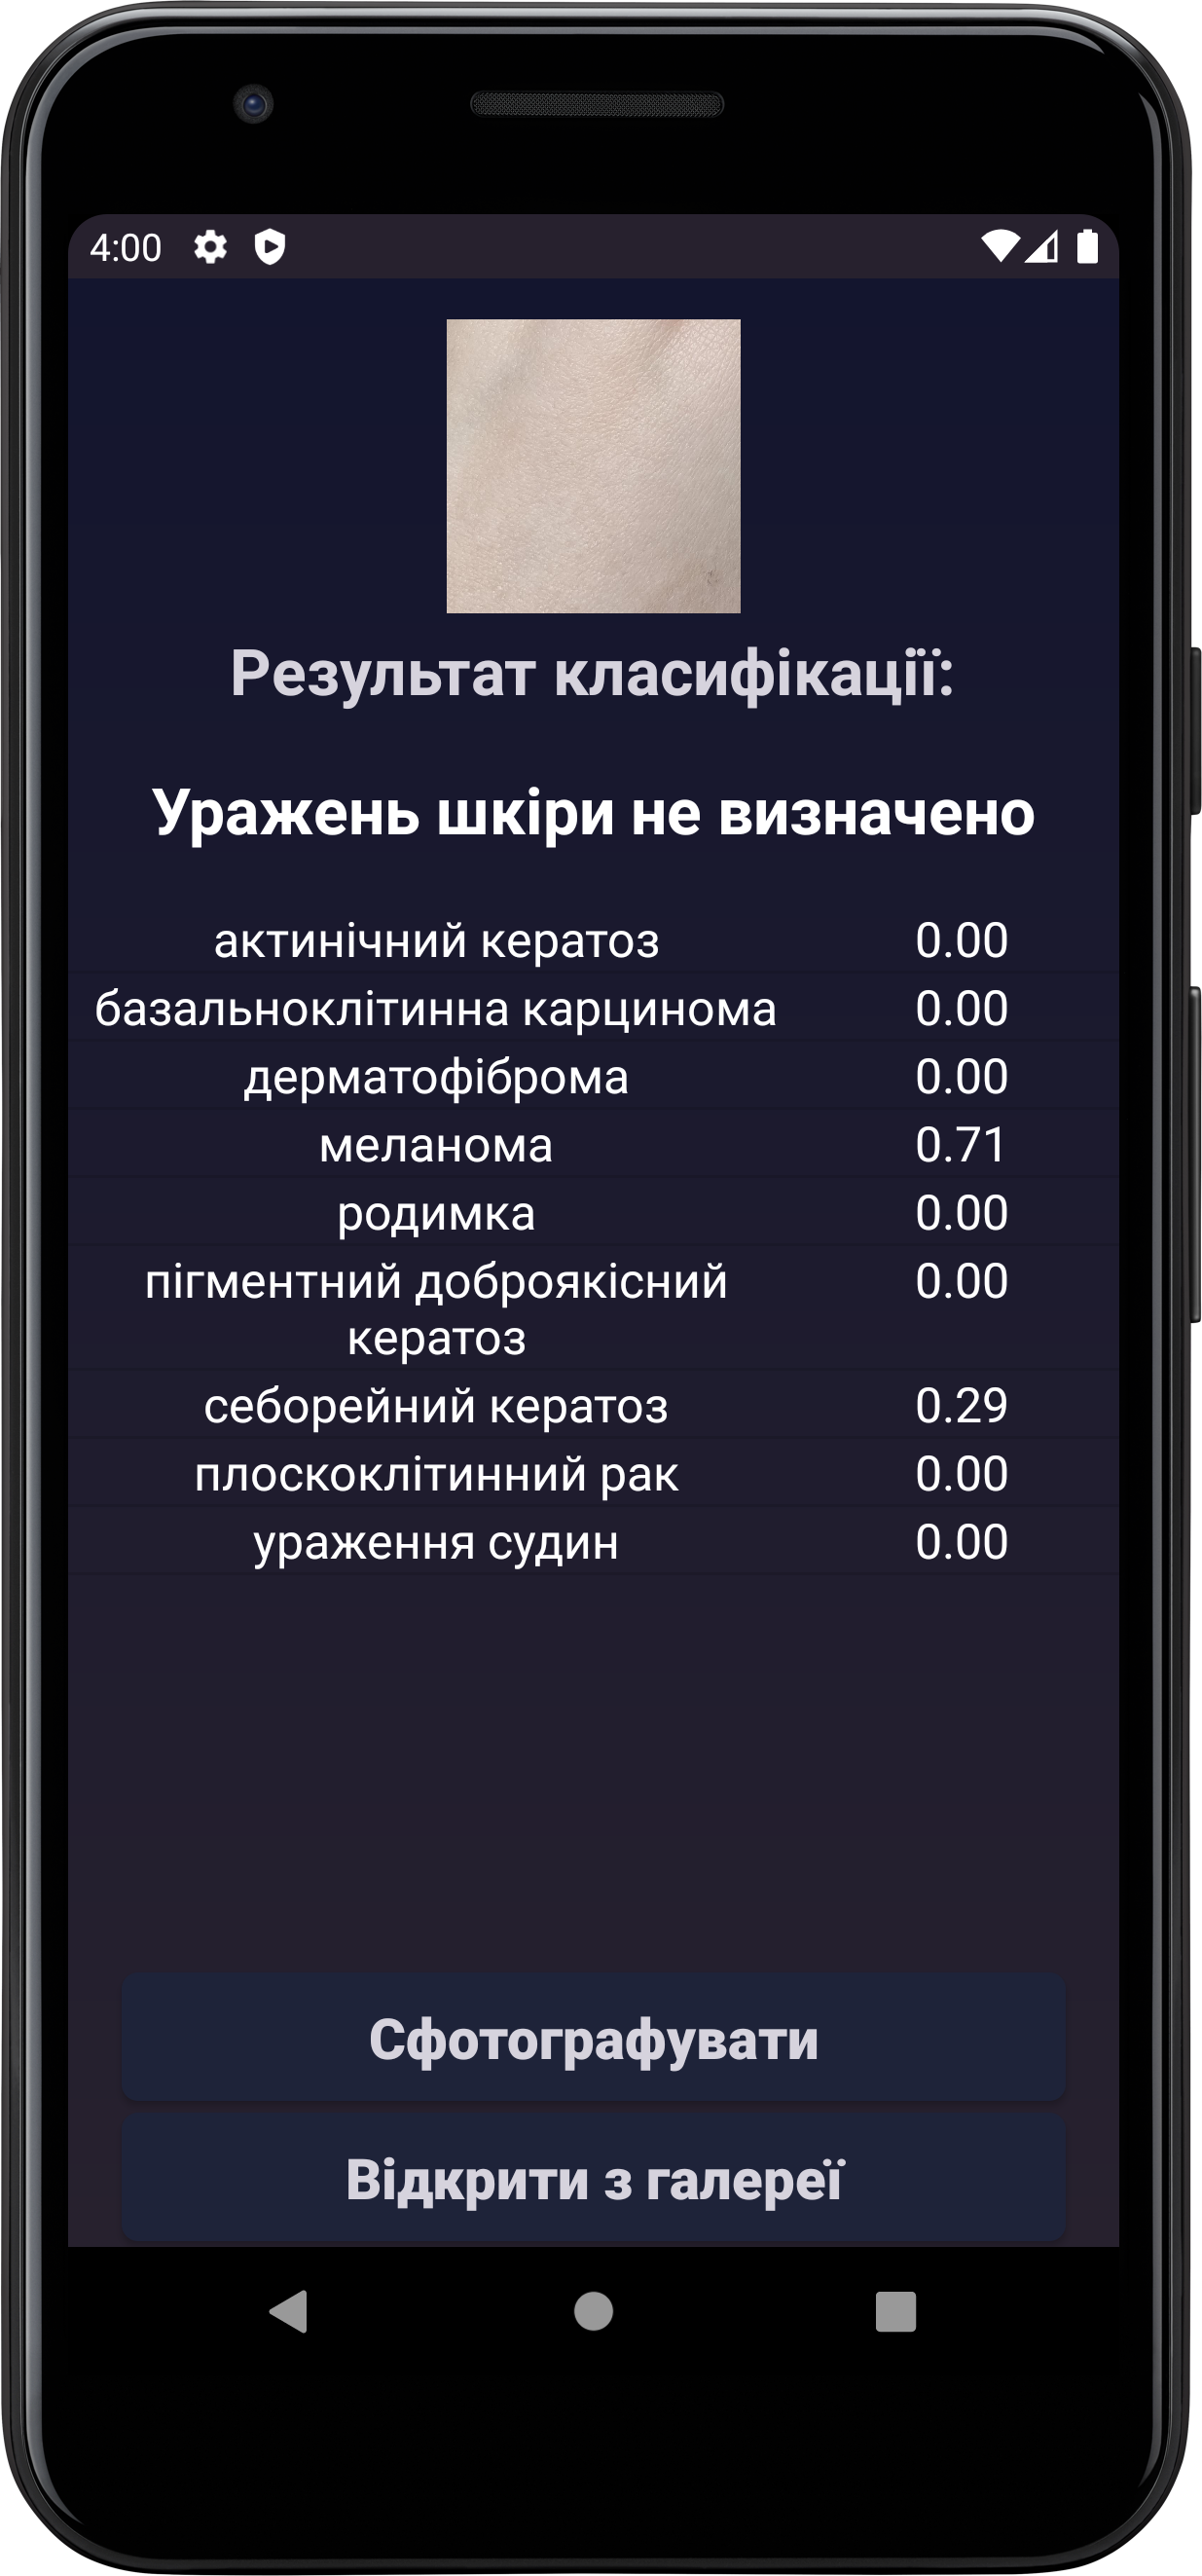 4:00
Результат класифікації:
Уражень шкіри не визначено
актинічний кератоз 0.00
базальноклітинна карцинома 0.00
дерматофіброма 0.00
меланома 0.71
родимка 0.00
пігментний доброякісний 0.00
кератоз
себорейний кератоз 0.29
плоскоклітинний рак 0.00
ураження судин 0.00
Сфотографувати
Відкрити з галереї